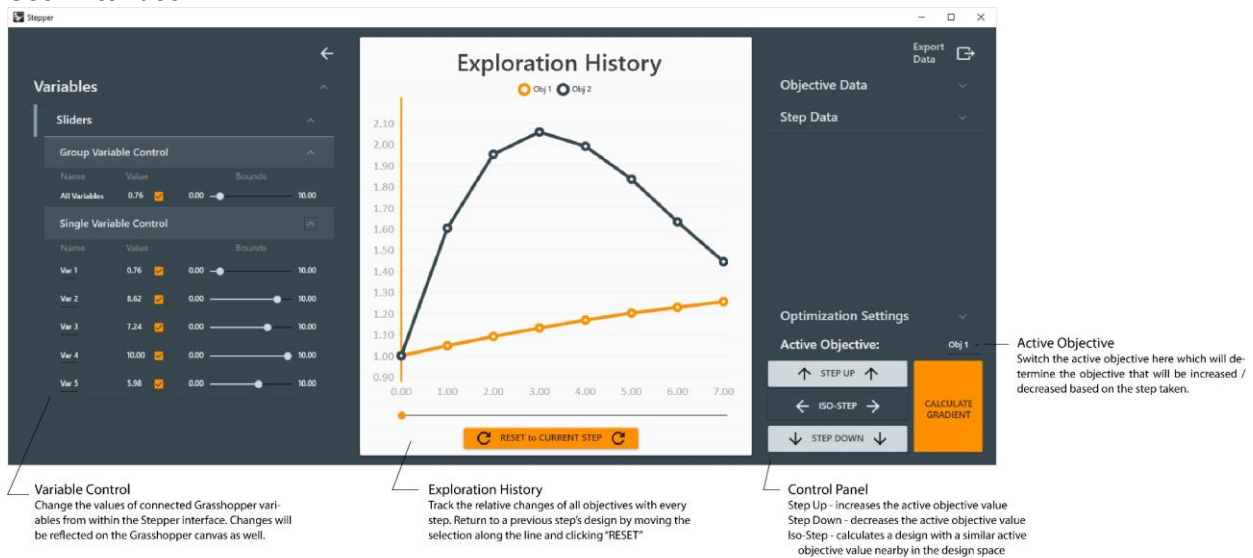 Stepper
Export
Data
Variables
Sliders
Group Variable Control
Name Value Bounds
All Variables 0.76 0.00 10.00
Single Variable Control
Name Value Bounds
Var 1 0.76 0.00 10.00
Var 2 8.62 0.00 10.00
Var 3 7.24 0.00 10.00
Var 4 10.00 0.00 10.00
Var 5 5.98 0.00 10.00
Exploration History
Obj 1 Obj 2
2.10
2.00
1.90
1.80
1.70
1.60
1.50
1.40
1.30
1.20
1.10
1.00
0.90
0.00 1.00 2.00 3.00 4.00 5.00 6.00 7.00
RESET to CURRENT STEP
Objective Data
Step Data
Optimization Settings
Active Objective: Obj 1
STEP UP
ISO-STEP
STEP DOWN
CALCULATE
GRADIENT
Active Objective
Switch the active objective here which will de-
termine the objective that will be increased /
decreased based on the step taken.
Variable Control
Change the values of connected Grasshopper vari-
ables from within the Stepper interface. Changes will
be reflected on the Grasshopper canvas as well.
Exploration History
Track the relative changes of all objectives with every
step. Return to a previous step's design by moving the
selection along the line and clicking "RESET"
Control Panel
Step Up - increases the active objective value
Step Down - decreases the active objective value
Iso-Step - calculates a design with a similar active
objective value nearby in the design space